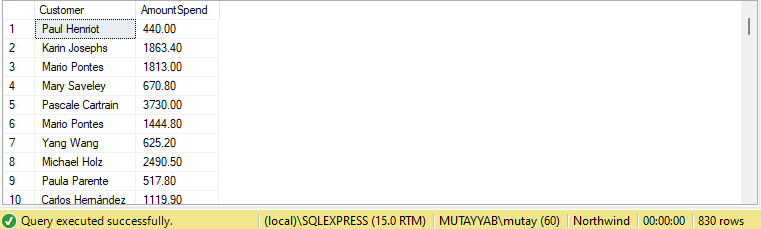 Customer AmountSpend
1 Paul Henriot 440.00
2 Karin Josephs 1863.40
3 Mario Pontes 1813.00
4 Mary Saveley 670.80
5 Pascale Cartrain 3730.00
6 Mario Pontes 1444.80
7 Yang Wang 625.20
8 Michael Holz 2490.50
9 Paula Parente 517.80
10 Carlos Hernández 1119.90
Query executed successfully. (local)\SQLEXPRESS (15.0 RTM) MUTAYYAB\mutay (60) Northwind 00:00:00 830 rows